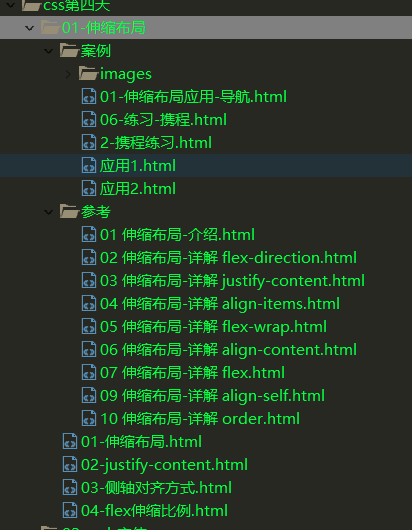 css第四天
01-伸缩布局
案例
images
01-伸缩布局应用-导航.html
06-练习-携程.html
2-携程练习.html
应用1.html
应用2.html
参考
01 伸缩布局-介绍.html
02 伸缩布局-详解 flex-direction.html
03 伸缩布局-详解 justify-content.html
04 伸缩布局-详解 align-items.html
05 伸缩布局-详解 flex-wrap.html
06 伸缩布局-详解 align-content.html
07 伸缩布局-详解 flex.html
09 伸缩布局-详解 align-self.html
10 伸缩布局-详解 order.html
01-伸缩布局.html
02-justify-content.html
03-侧轴对齐方式.html
04-flex伸缩比例.html